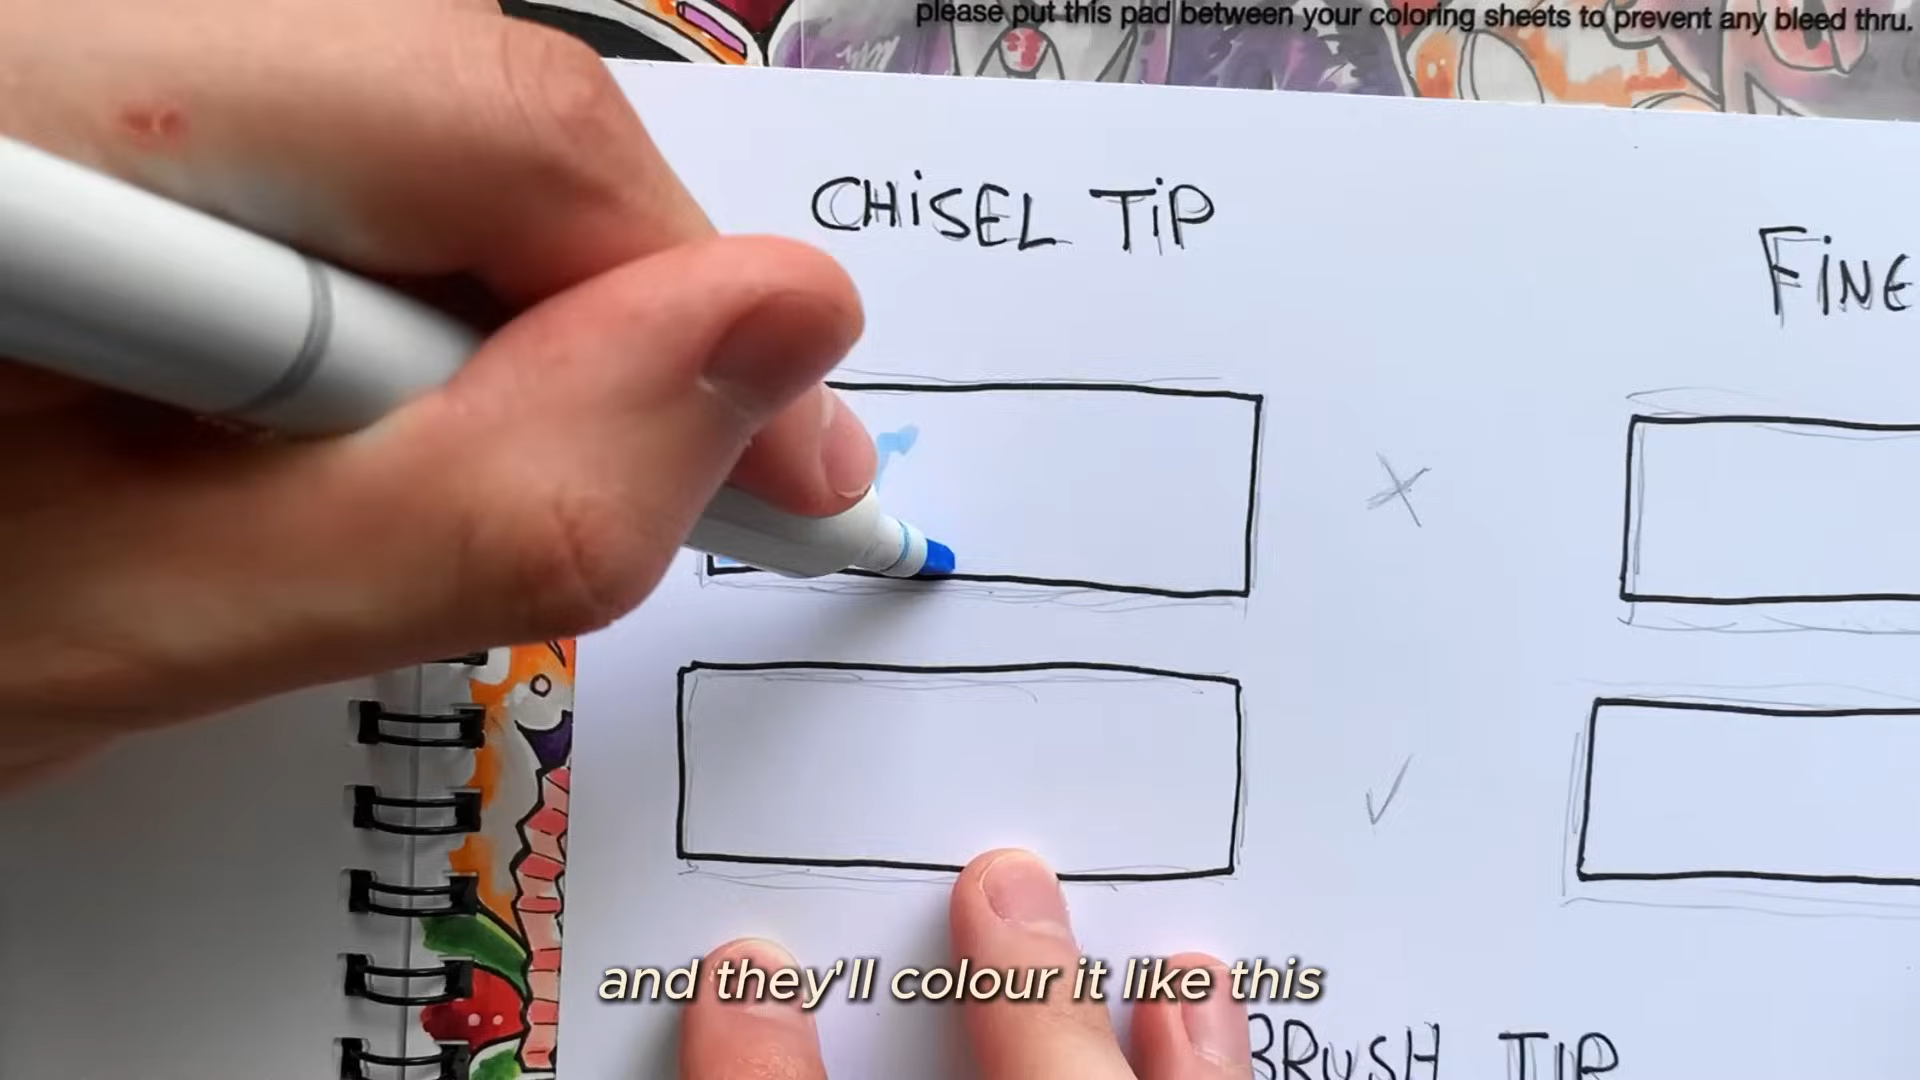 please put this pad between your coloring sheets to prevent any bleed thru.
CHiSEL TiP
FiNE
and they'll colour it like this
BRUSH TIP